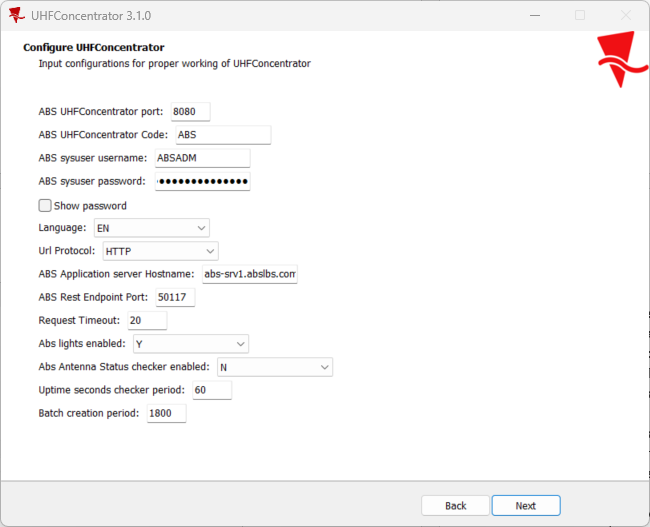 UHFConcentrator 3.1.0
Configure UHFConcentrator
Input configurations for proper working of UHFConcentrator
ABS UHFConcentrator port: 8080
ABS UHFConcentrator Code: ABS
ABS sysuser username: ABSADM
ABS sysuser password: ••••••••••••••
Show password
Language: EN
Url Protocol: HTTP
ABS Application server Hostname: abs-srv1.abslbs.com
ABS Rest Endpoint Port: 50117
Request Timeout: 20
Abs lights enabled: Y
Abs Antenna Status checker enabled: N
Uptime seconds checker period: 60
Batch creation period: 1800
Back Next